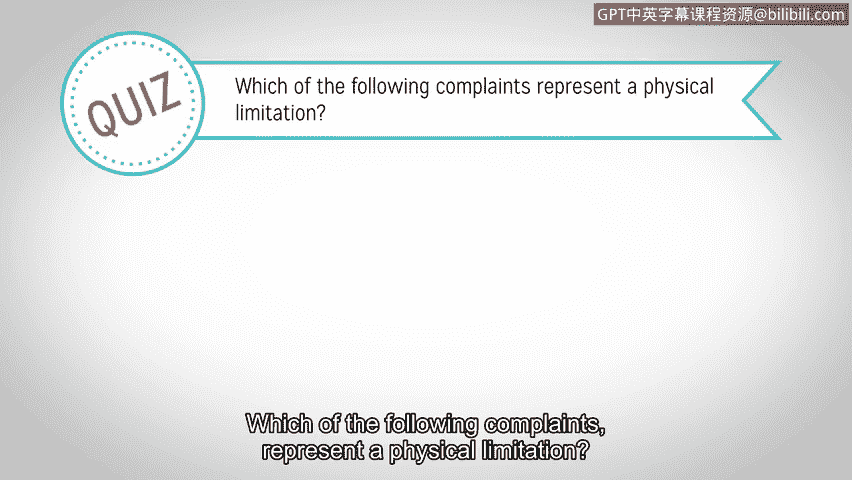 GPT中英字幕课程资源@bilibili.com
QUIZ
Which of the following complaints represent a physical
limitation?
Which of the following complaints,
represent a physical limitation?